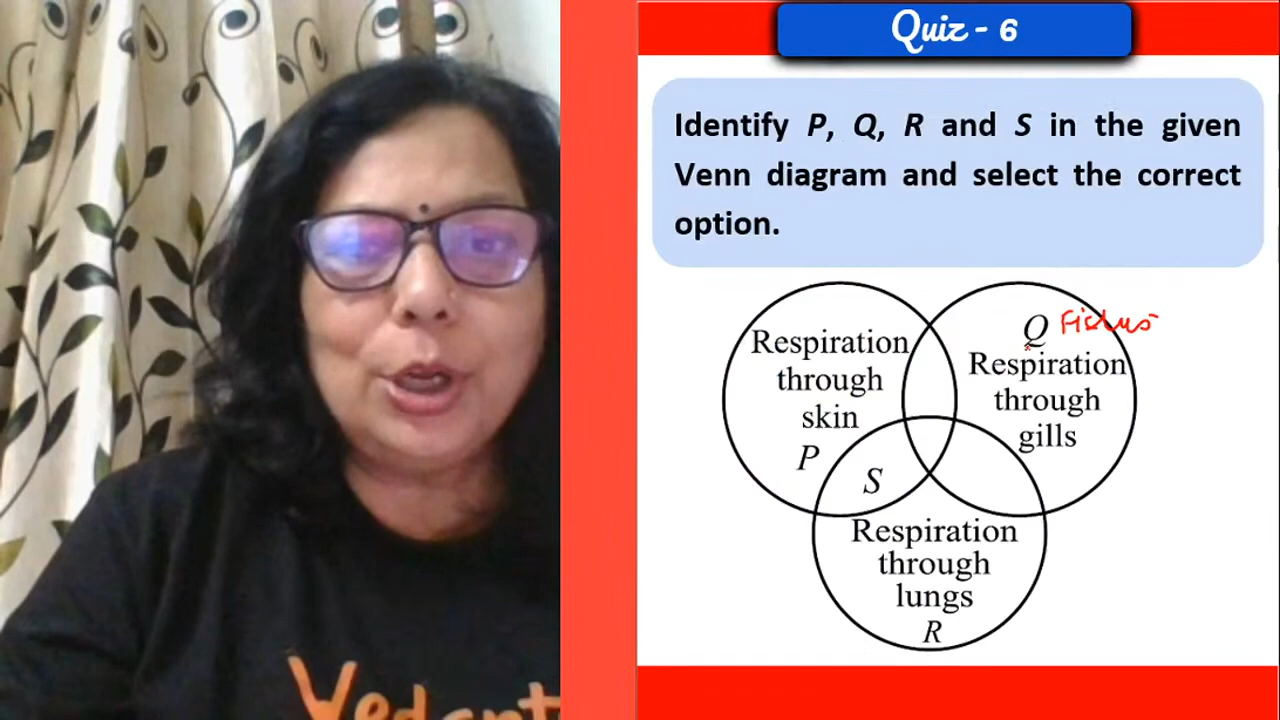 Quiz - 6
Identify P, Q, R and S in the given
Venn diagram and select the correct
option.
Respiration
through
skin
P
Q
Respiration
through
gills
S
Respiration
through
lungs
R